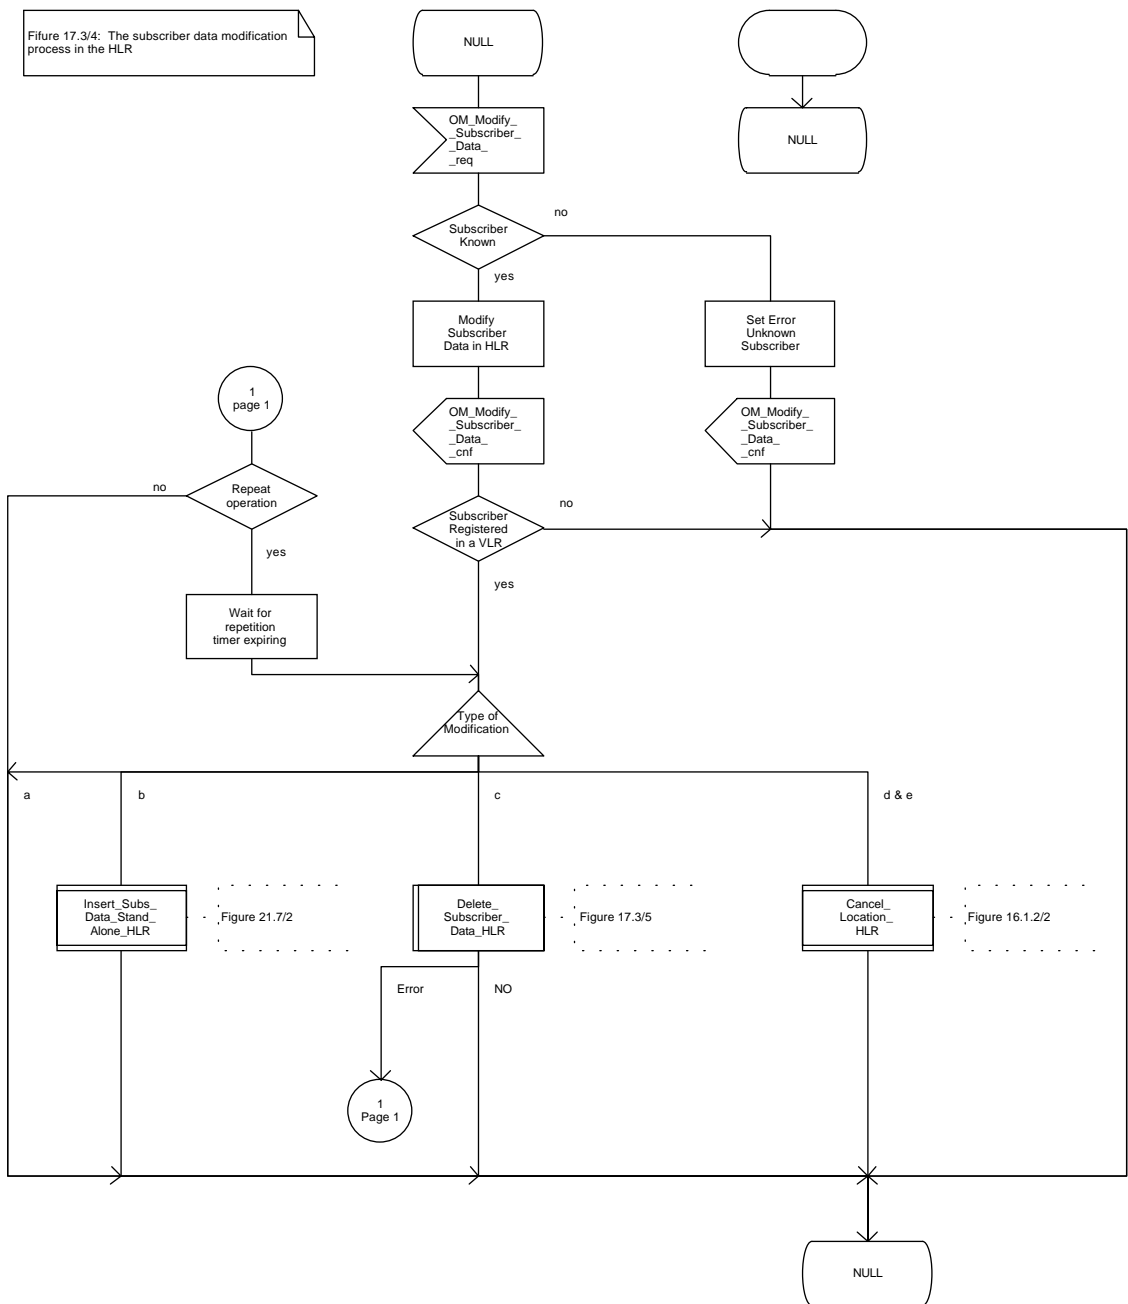 Fifure 17.3/4:  The subscriber data modification
process in the HLR
NULL
OM_Modify_
_Subscriber_
_Data_
_req
NULL
no
Subscriber
Known
yes
Modify
Subscriber
Data in HLR
Set Error
Unknown
Subscriber
1
page 1
OM_Modify_
_Subscriber_
_Data_
_cnf
OM_Modify_
_Subscriber_
_Data_
_cnf
no
Repeat
operation
no
Subscriber
Registered
in a VLR
yes
yes
Wait for
repetition
timer expiring
Type of
Modification
a
b
c
d & e
Insert_Subs_
Data_Stand_
Alone_HLR
Figure 21.7/2
Delete_
Subscriber_
Data_HLR
Figure 17.3/5
Cancel_
Location_
HLR
Figure 16.1.2/2
Error
NO
1
Page 1
NULL